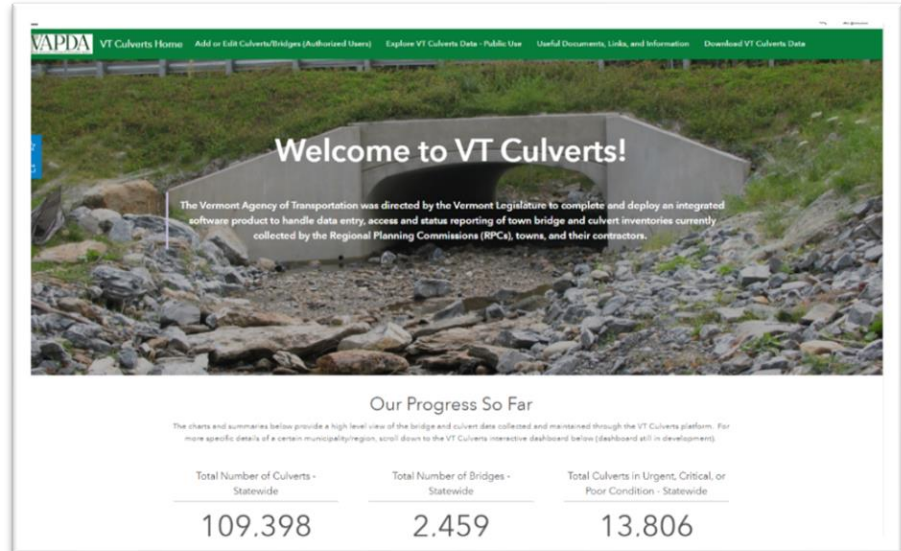 VAPDA VT Culverts Home Add or Edit Culverts/Bridges (Authorized Users) Explore VT Culverts Data - Public Use Useful Documents, Links, and Information Download VT Culverts Data
Welcome to VT Culverts!
The Vermont Agency of Transportation was directed by the Vermont Legislature to complete and deploy an integrated
software product to handle data entry, access and status reporting of town bridge and culvert inventories currently
collected by the Regional Planning Commissions (RPCs), towns, and their contractors.
Our Progress So Far
The charts and summaries below provide a high level view of the bridge and culvert data collected and maintained through the VT Culverts platform. For
more specific details of a certain municipality/region, scroll down to the VT Culverts interactive dashboard below (dashboard still in development).
Total Number of Culverts -
Statewide
109,398
Total Number of Bridges -
Statewide
2,459
Total Culverts in Urgent, Critical, or
Poor Condition - Statewide
13,806